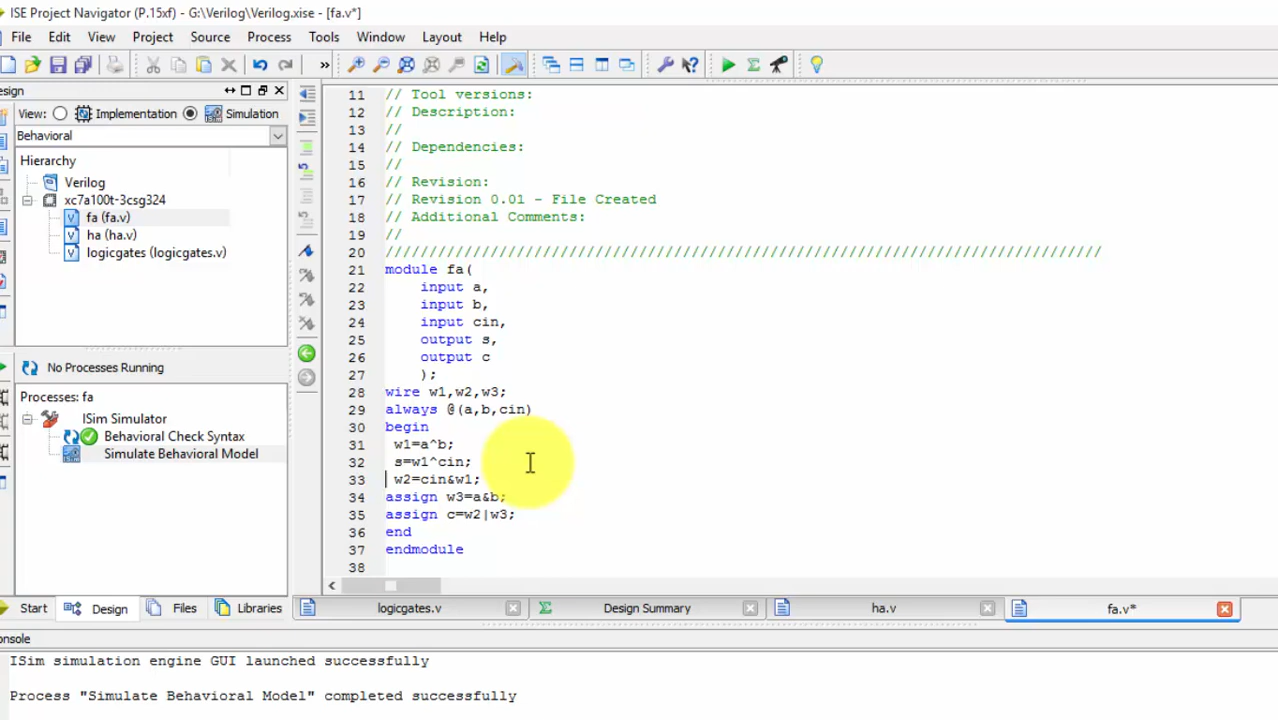 ISE Project Navigator (P.15xf) - G:\Verilog\Verilog.xise - [fa.v*]
File Edit View Project Source Process Tools Window Layout Help
»
esign
View: Implementation Simulation
Behavioral
Hierarchy
Verilog
xc7a100t-3csg324
fa (fa.v)
ha (ha.v)
logicgates (logicgates.v)
No Processes Running
Processes: fa
ISim Simulator
Behavioral Check Syntax
Simulate Behavioral Model
Start Design Files Libraries
11 // Tool versions:
12 // Description:
13 //
14 // Dependencies:
15 //
16 // Revision:
17 // Revision 0.01 - File Created
18 // Additional Comments:
19 //
20 //////////////////////////////////////////////////////////////////////////////////
21 module fa(
22 input a,
23 input b,
24 input cin,
25 output s,
26 output c
27 );
28 wire w1,w2,w3;
29 always @(a,b,cin)
30 begin
31 w1=a^b;
32 s=w1^cin;
33 w2=cin&w1;
34 assign w3=a&b;
35 assign c=w2|w3;
36 end
37 endmodule
38
logicgates.v Design Summary ha.v fa.v*
onsole
ISim simulation engine GUI launched successfully
Process "Simulate Behavioral Model" completed successfully